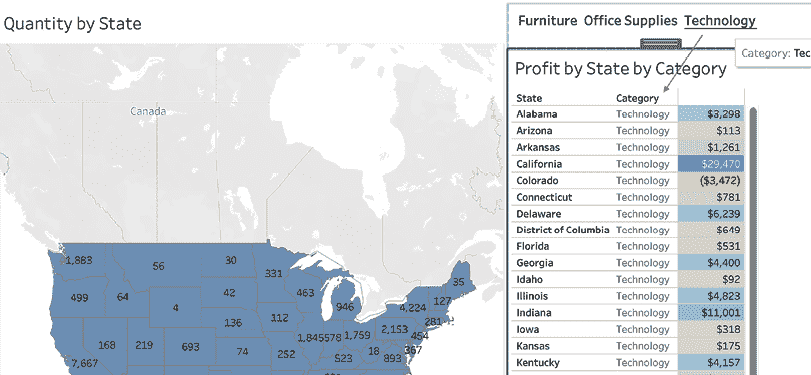 Quantity by State
Canada
1,883
56
30
331
35
499
64
42
463
946
4,224
127
4
281
136
112
2,153
454
168
219
693
74
252
1,845
578
1,759
523
18
893
367
7,667
Furniture Office Supplies Technology
Category: Tec
Profit by State by Category
State Category
Alabama Technology $3,298
Arizona Technology $113
Arkansas Technology $1,261
California Technology $29,470
Colorado Technology ($3,472)
Connecticut Technology $781
Delaware Technology $6,239
District of Columbia Technology $649
Florida Technology $531
Georgia Technology $4,400
Idaho Technology $92
Illinois Technology $4,823
Indiana Technology $11,001
Iowa Technology $318
Kansas Technology $175
Kentucky Technology $4,157